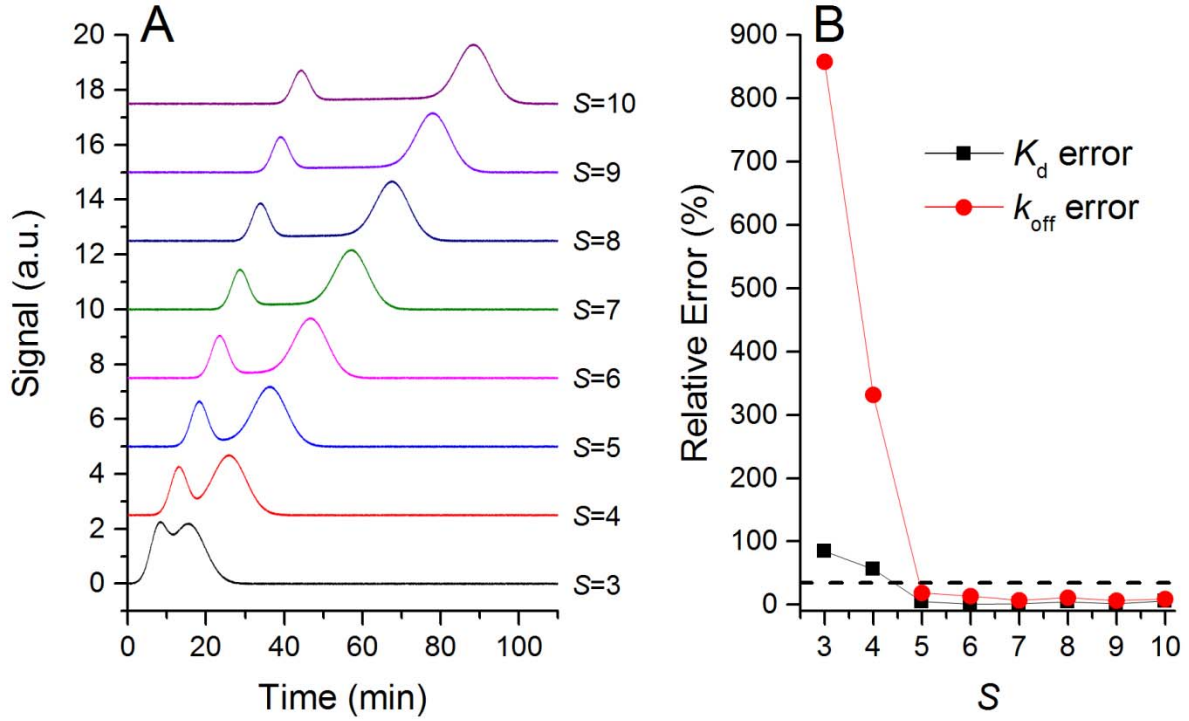 A
Signal (a.u.)
20
18
16
14
12
10
8
6
4
2
0
S=10
S=9
S=8
S=7
S=6
S=5
S=4
S=3
0 20 40 60 80 100
Time (min)
B
Relative Error (%)
900
800
700
600
500
400
300
200
100
0
Kd error
koff error
3 4 5 6 7 8 9 10
S